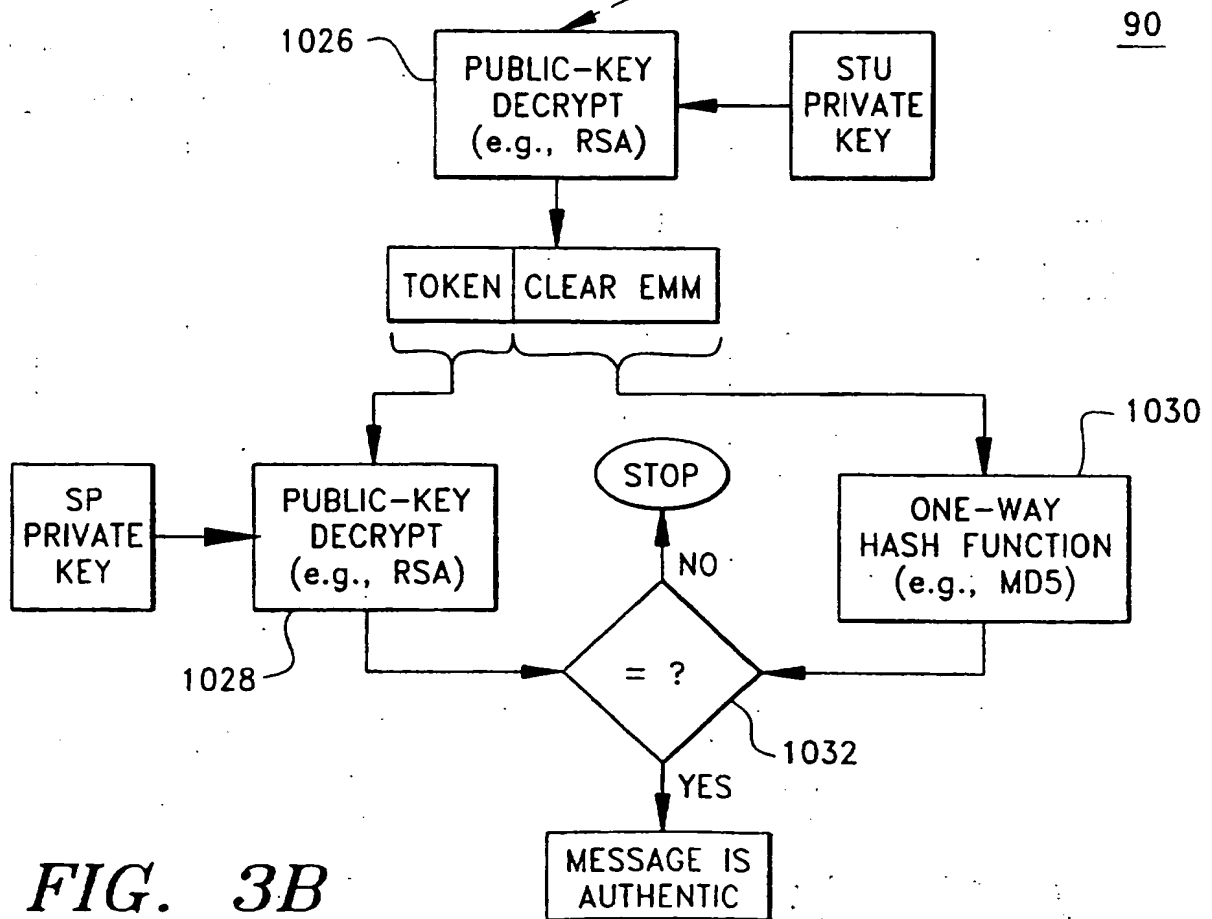 90
1026
PUBLIC-KEY
DECRYPT
(e.g., RSA)
STU
PRIVATE
KEY
TOKEN
CLEAR EMM
1030
SP
PRIVATE
KEY
PUBLIC-KEY
DECRYPT
(e.g., RSA)
STOP
ONE-WAY
HASH FUNCTION
(e.g., MD5)
NO
1028
= ?
1032
YES
MESSAGE IS
AUTHENTIC
FIG. 3B